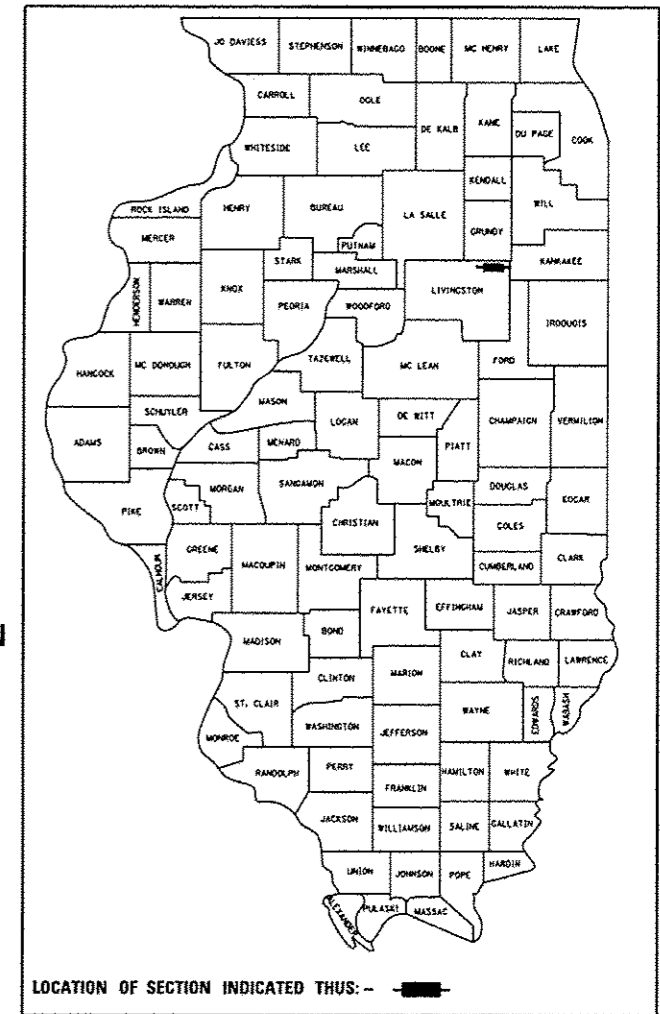 JO DAVIESS STEPHENSON WINNEBAGO BOONE MC HENRY LAKE
CARROLL OGLE DE KALB KANE DU PAGE COOK
WHITESIDE LEE KENDALL WILL
ROCK ISLAND HENRY BUREAU LA SALLE GRUNDY
MERCER PUTNAM KANKAKEE
STARK MARSHALL
HENDERSON WARREN KNOX PEORIA WOODFORD LIVINGSTON IROQUOIS
HANCOCK MC DONOUGH FULTON TAZEWELL MC LEAN FORD
SCHUYLER MASON LOGAN DE WITT CHAMPAIGN VERMILION
ADAMS BROWN CASS MENARD MACON PIATT
PIKE SCOTT MORGAN SANGAMON MOULTRIE DOUGLAS EDGAR
CHRISTIAN COLES
CALHOUN GREENE MACOUPIN MONTGOMERY SHELBY CUMBERLAND CLARK
JERSEY FAYETTE EFFINGHAM JASPER CRAWFORD
MADISON BOND CLAY RICHLAND LAWRENCE
CLINTON MARION
ST. CLAIR WASHINGTON JEFFERSON WAYNE EDWARDS WABASH
MONROE
RANDOLPH PERRY FRANKLIN HAMILTON WHITE
JACKSON WILLIAMSON SALINE GALLATIN
UNION JOHNSON POPE HARDIN
ALEXANDER PULASKI MASSAC
LOCATION OF SECTION INDICATED THUS: -